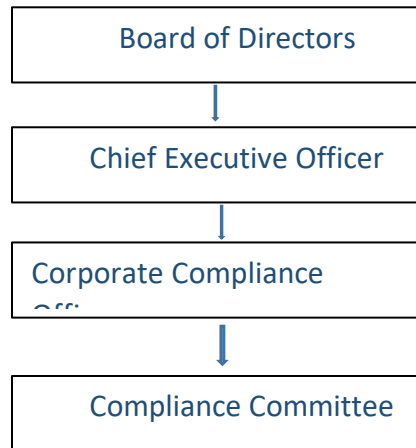 Board of Directors
Chief Executive Officer
Corporate Compliance
Compliance Committee